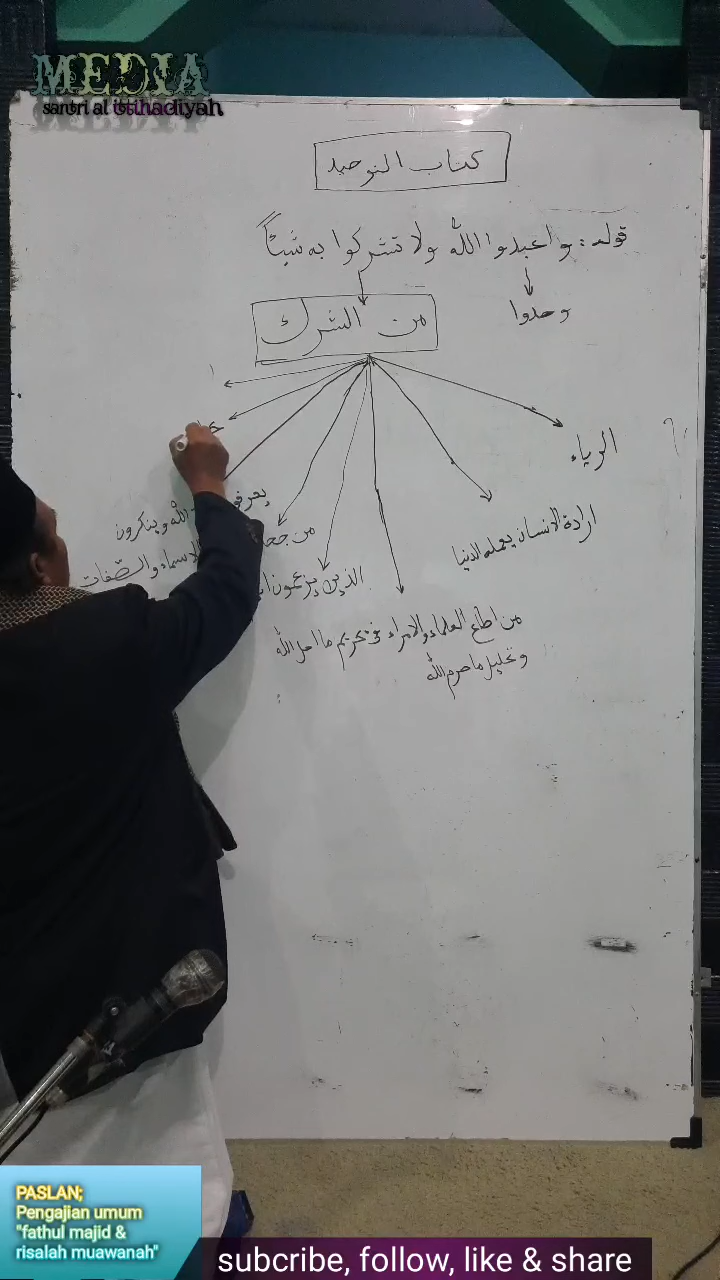 MEDIA
santri al ittihadiyah
كتاب التوحيد
قوله : واعبدوا الله ولا تشركوا به شيئاً
وحدوا
من الشرك
الرياء
ارادة الانسان بعمله الدنيا
من اطاع العلماء والامراء في تحريم ما احل الله
وتحليل ما حرم الله
الذين يزعمون
من جحد
الاسماء والصفات
الله وينكرون
PASLAN;
Pengajian umum
"fathul majid &
risalah muawanah"
subcribe, follow, like & share